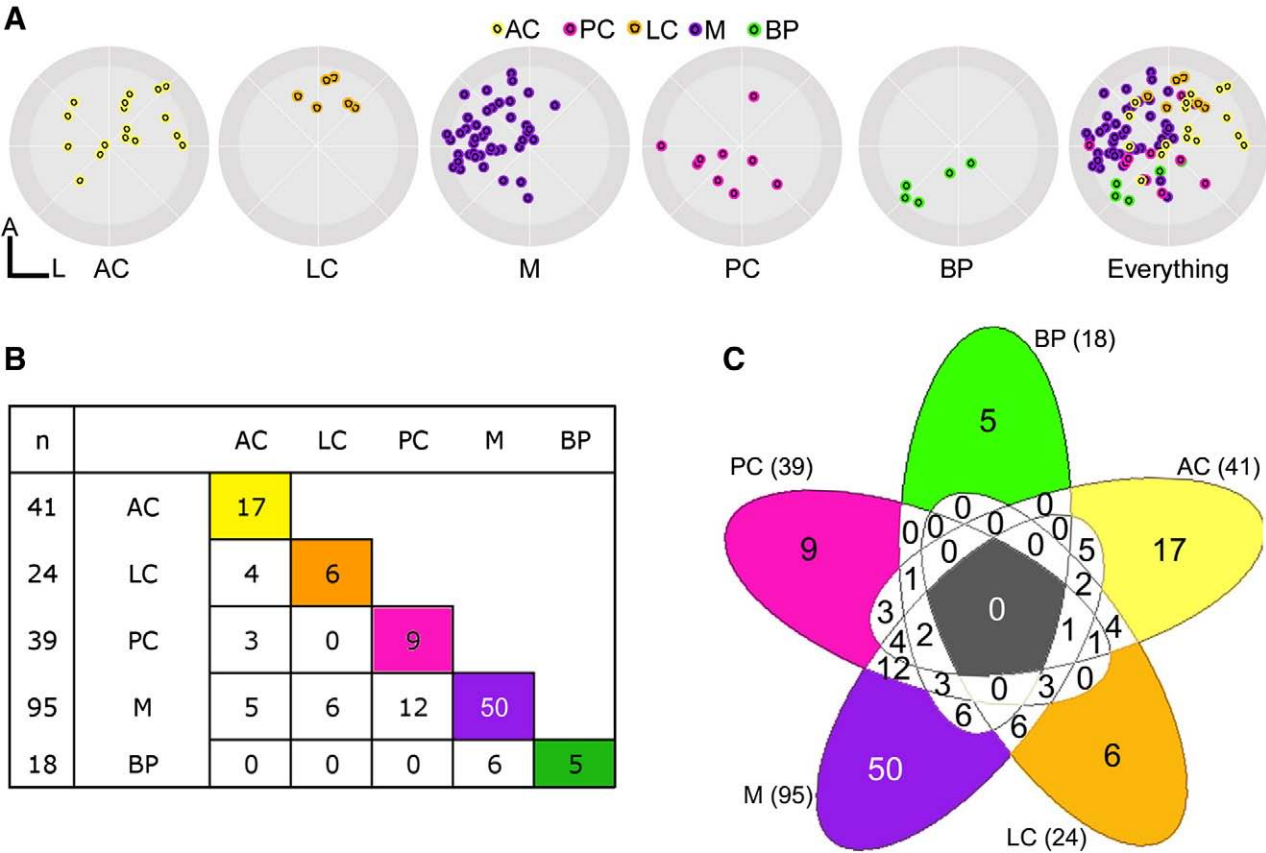 A
AC PC LC M BP
A
L
AC LC M PC BP Everything
B
n AC LC PC M BP
41 AC 17
24 LC 4 6
39 PC 3 0 9
95 M 5 6 12 50
18 BP 0 0 0 6 5
C
BP (18)
5
PC (39) AC (41)
9 17
0 0 0 0 0 0 0 0 5
1 2
0
3 4 2 1 1 4
12 3 0 3 0
6 6
50 6
M (95)
LC (24)